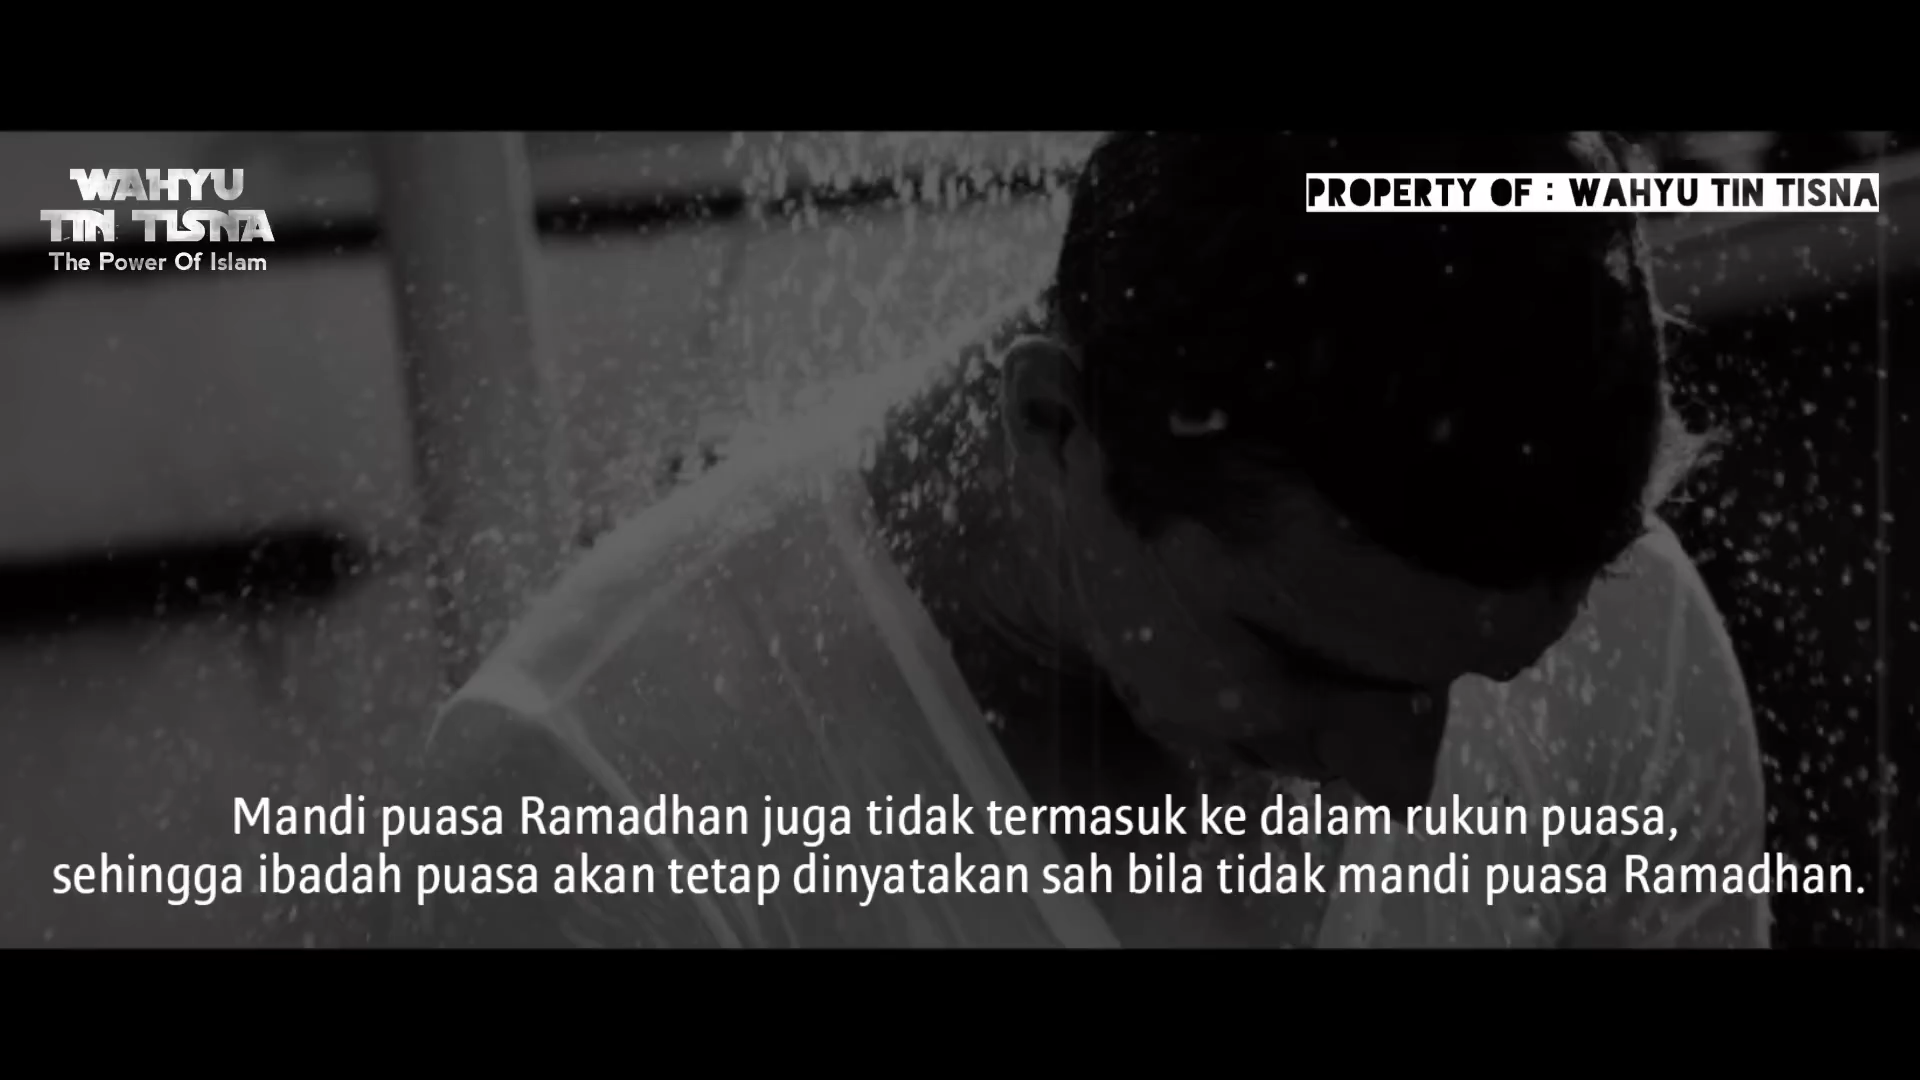 WAHYU
TIN TISNA
The Power Of Islam
PROPERTY OF : WAHYU TIN TISNA
Mandi puasa Ramadhan juga tidak termasuk ke dalam rukun puasa,
sehingga ibadah puasa akan tetap dinyatakan sah bila tidak mandi puasa Ramadhan.